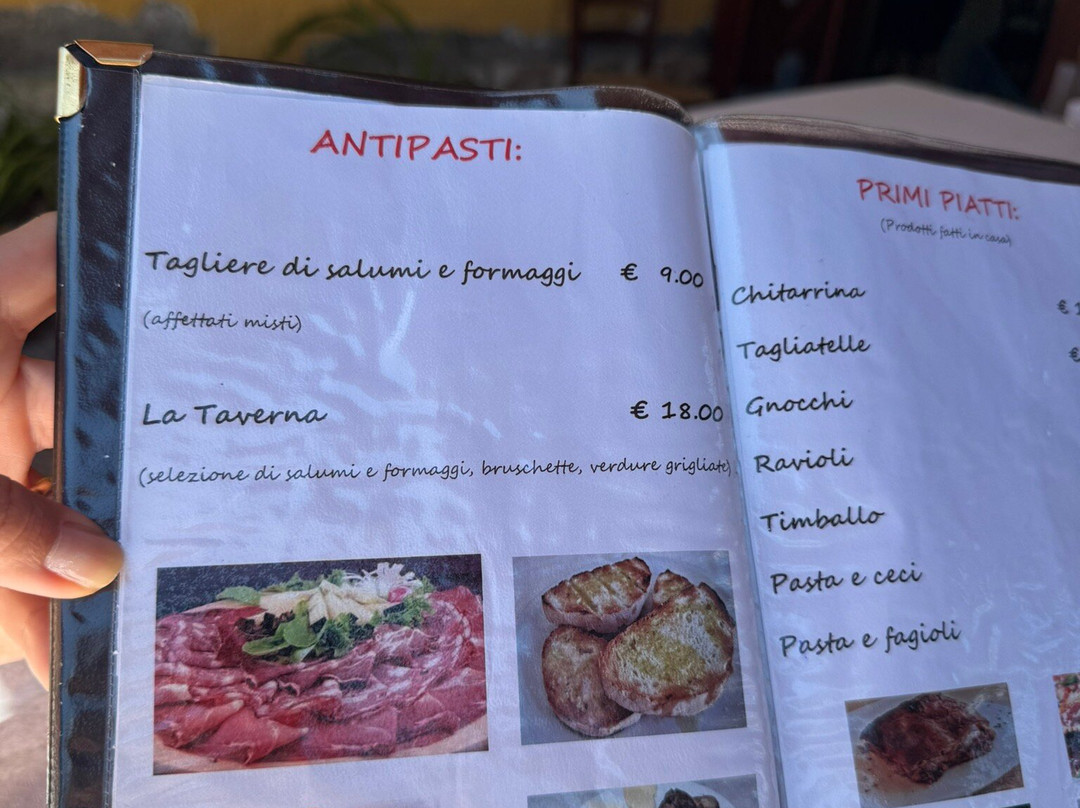 ANTIPASTI:
Tagliere di salumi e formaggi € 9.00
(affettati misti)
La Taverna € 18.00
(selezione di salumi e formaggi, bruschette, verdure grigliate)
PRIMI PIATTI:
(Prodotti fatti in casa)
Chitarrina €
Tagliatelle €
Gnocchi
Ravioli
Timballo
Pasta e ceci
Pasta e fagioli